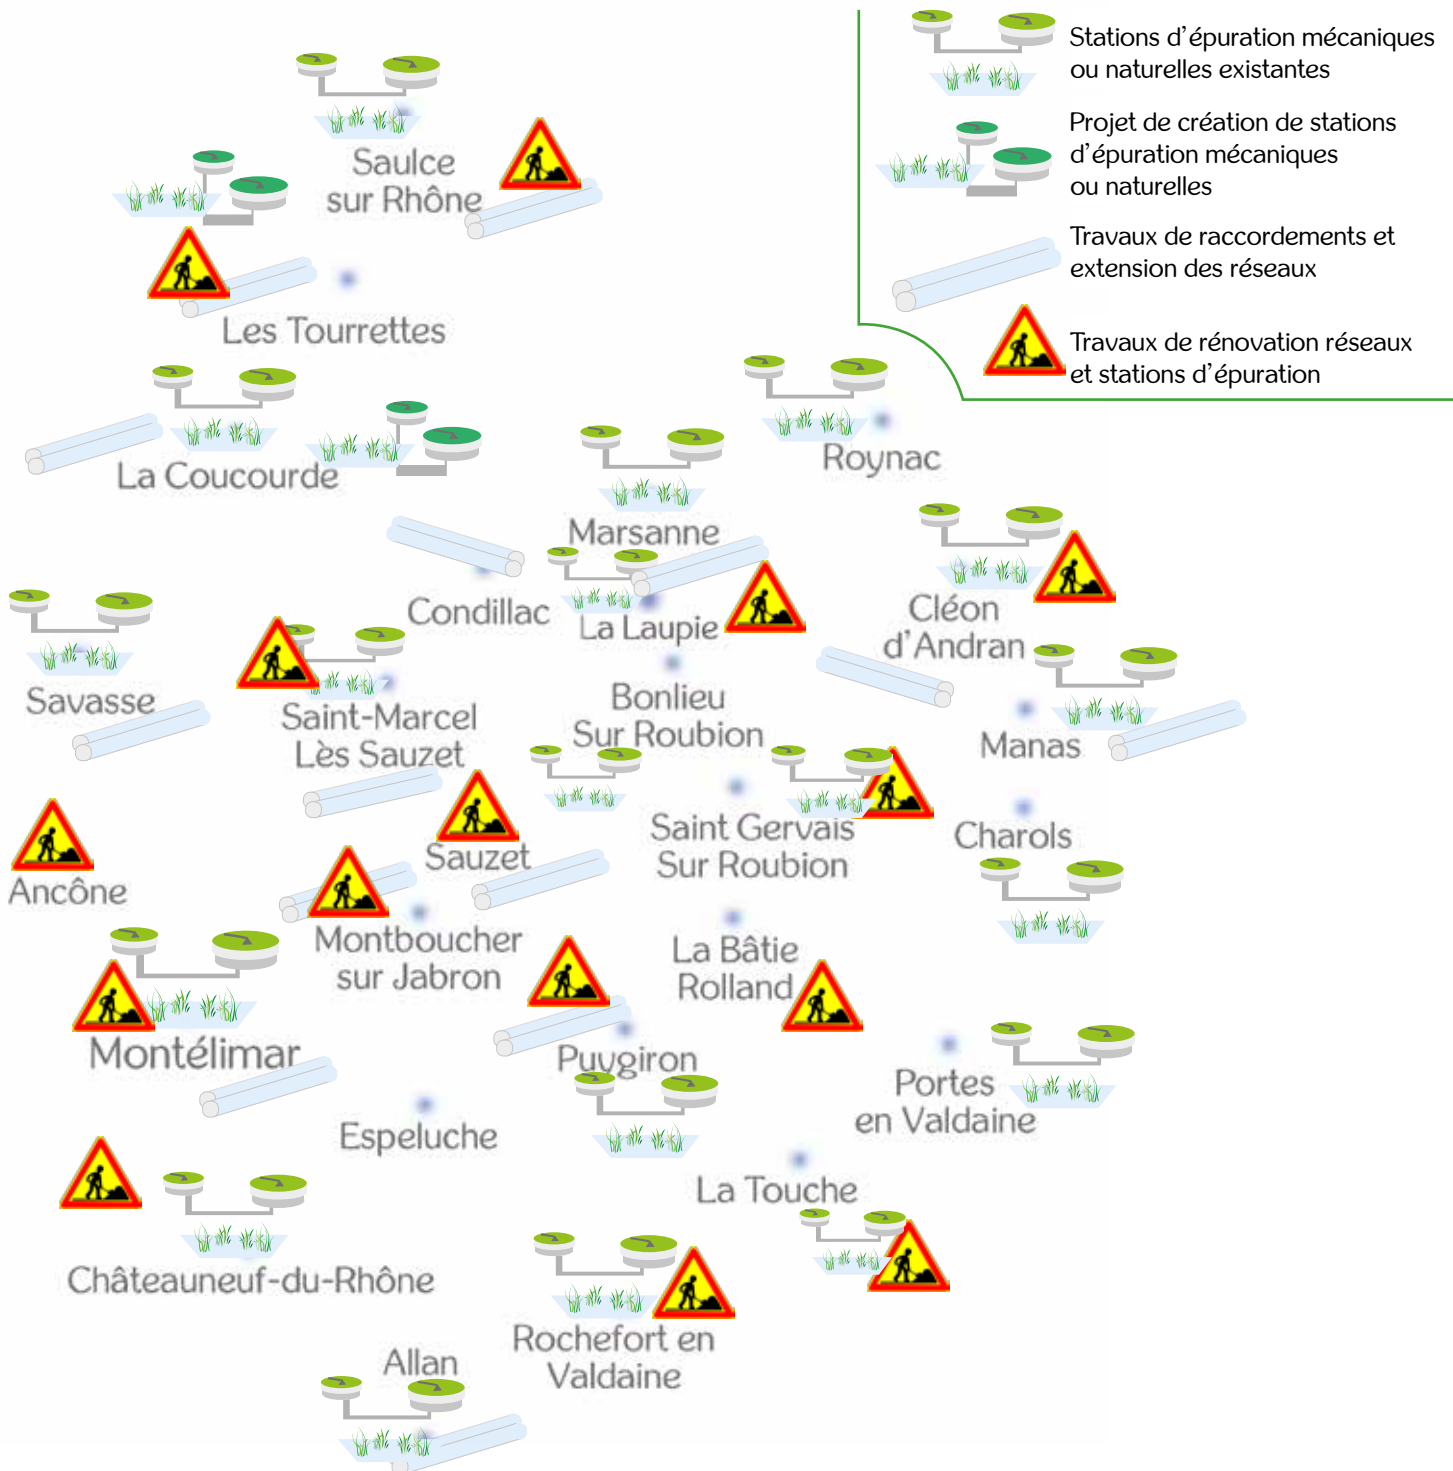 Stations d'épuration mécaniques
ou naturelles existantes
Projet de création de stations
d'épuration mécaniques
ou naturelles
Travaux de raccordements et
extension des réseaux
Travaux de rénovation réseaux
et stations d'épuration
Saulce
sur Rhône
Les Tourrettes
La Coucourde
Roynac
Marsanne
Condillac
La Laupie
Cléon
d'Andran
Savasse
Saint-Marcel
Lès Sauzet
Bonlieu
Sur Roubion
Manas
Saint Gervais
Sur Roubion
Charols
Sauzet
Ancône
Montboucher
sur Jabron
La Bâtie
Rolland
Montélimar
Puygiron
Portes
en Valdaine
Espeluche
La Touche
Châteauneuf-du-Rhône
Rochefort en
Valdaine
Allan